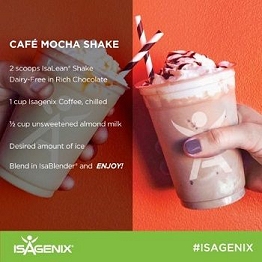 CAFÉ MOCHA SHAKE
2 scoops IsaLean® Shake
Dairy-Free in Rich Chocolate
1 cup Isagenix Coffee, chilled
½ cup unsweetened almond milk
Desired amount of ice
Blend in IsaBlender® and ENJOY!
ISAGENIX®
#ISAGENIX